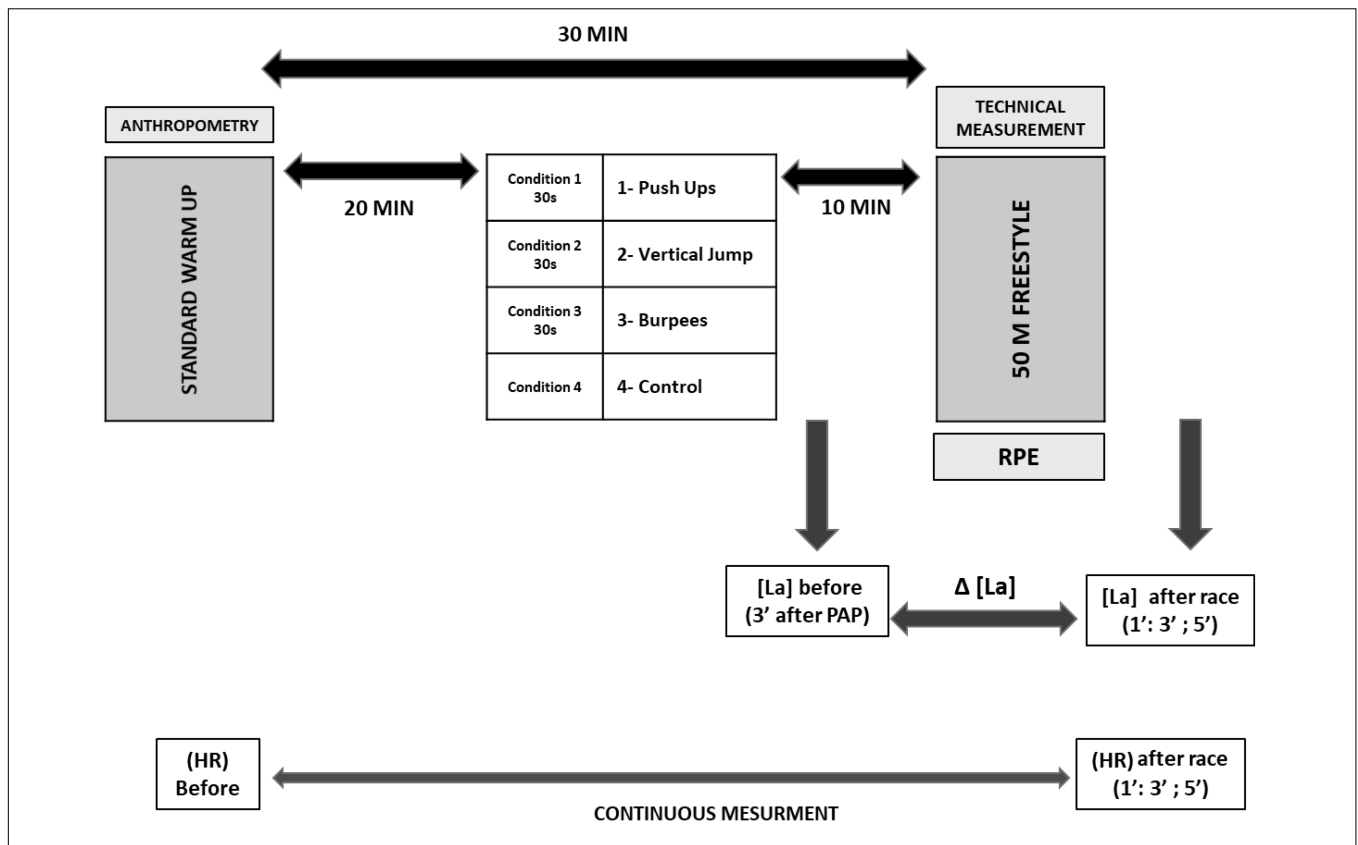 30 MIN
ANTHROPOMETRY
TECHNICAL
MEASUREMENT
STANDARD WARM UP
20 MIN
Condition 1
30s
1- Push Ups
Condition 2
30s
2- Vertical Jump
Condition 3
30s
3- Burpees
Condition 4
4- Control
10 MIN
50 M FREESTYLE
RPE
[La] before
(3’ after PAP)
Δ [La]
[La] after race
(1’: 3’ ; 5’)
(HR)
Before
(HR) after race
(1’: 3’ ; 5’)
CONTINUOUS MESURMENT